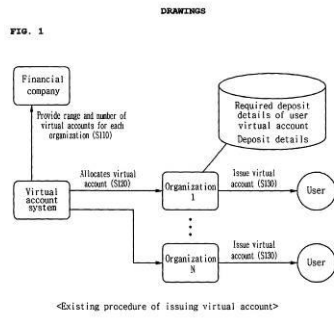 DRAWINGS
FIG. 1
Financial
company
Provide range and number of
virtual accounts for each
organization (S110)
Required deposit
details of user
virtual account
Deposit details
Virtual
account
system
Allocates virtual
account (S120)
Organization
1
Issue virtual
account (S130)
User
Organization
N
Issue virtual
account (S130)
User
<Existing procedure of issuing virtual account>